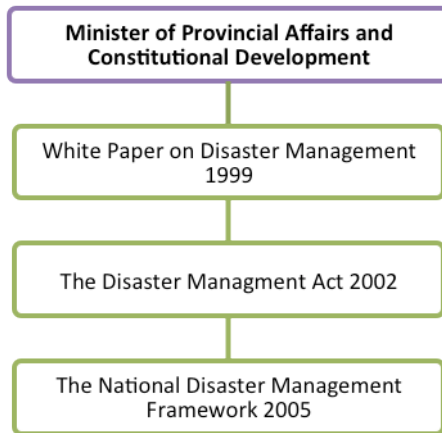 Minister of Provincial Affairs and
Constitutional Development
White Paper on Disaster Management
1999
The Disaster Managment Act 2002
The National Disaster Management
Framework 2005